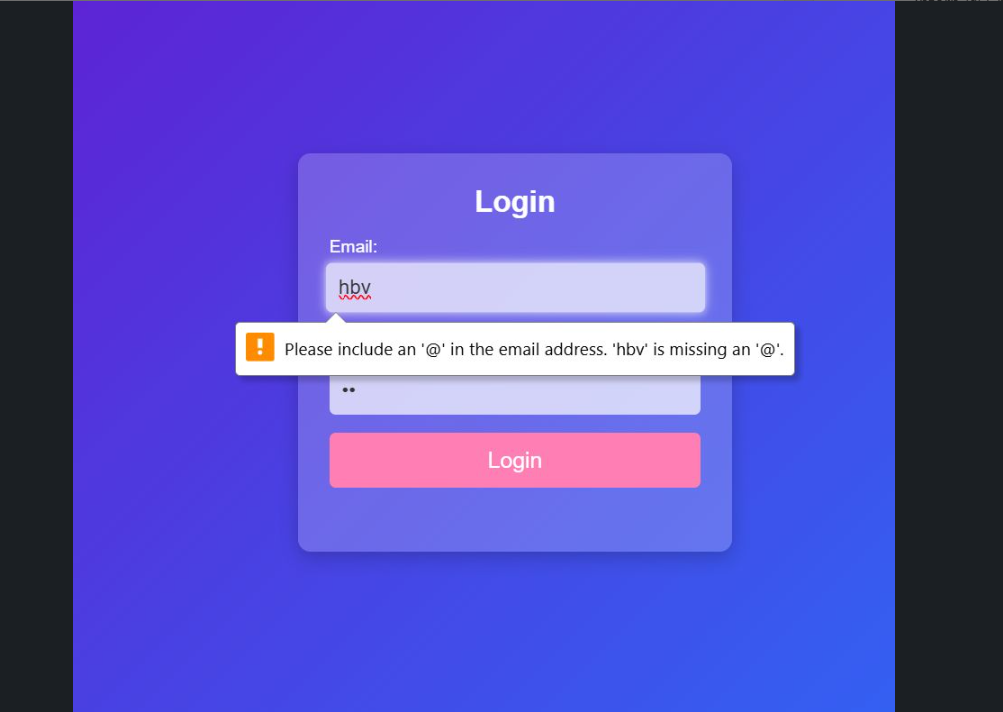 Login
Email:
hbv
Please include an '@' in the email address. 'hbv' is missing an '@'.
••
Login